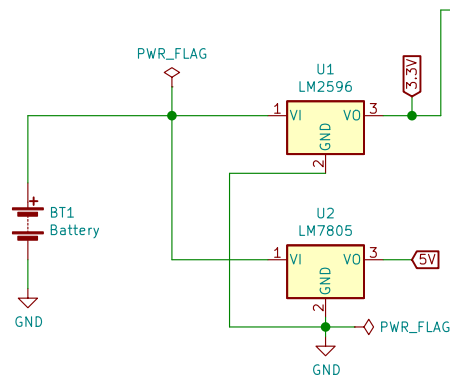 PWR_FLAG
3.3V
U1
LM2596
1 VI VO 3
GND
2
+
BT1
Battery
U2
LM7805
1 VI VO 3
5V
GND
2
GND
PWR_FLAG
GND